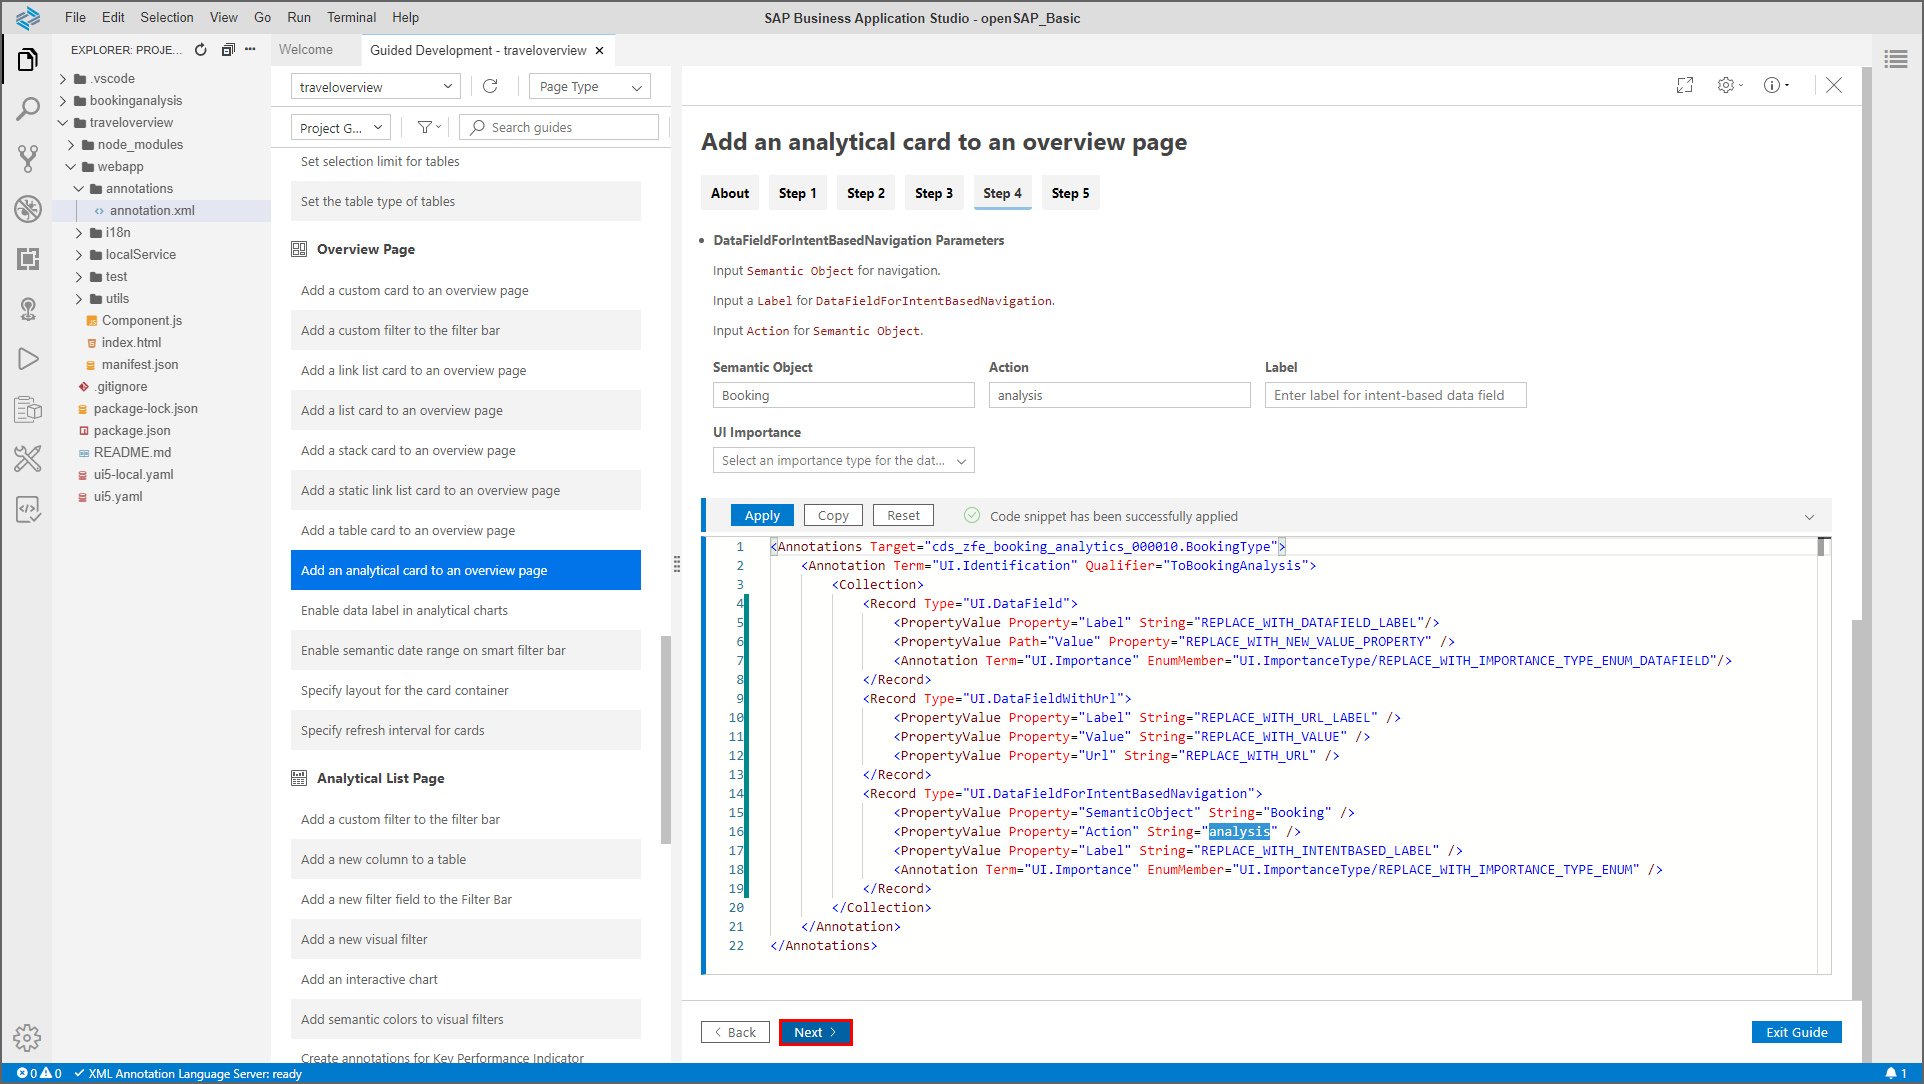 File Edit Selection View Go Run Terminal Help
SAP Business Application Studio - openSAP_Basic
EXPLORER: PROJE...
Welcome
Guided Development - traveloverview
.vscode
bookinganalysis
traveloverview
node_modules
webapp
annotations
annotation.xml
i18n
localService
test
utils
Component.js
index.html
manifest.json
.gitignore
package-lock.json
package.json
README.md
ui5-local.yaml
ui5.yaml
traveloverview
Page Type
Project G...
Search guides
Set selection limit for tables
Set the table type of tables
Overview Page
Add a custom card to an overview page
Add a custom filter to the filter bar
Add a link list card to an overview page
Add a list card to an overview page
Add a stack card to an overview page
Add a static link list card to an overview page
Add a table card to an overview page
Add an analytical card to an overview page
Enable data label in analytical charts
Enable semantic date range on smart filter bar
Specify layout for the card container
Specify refresh interval for cards
Analytical List Page
Add a custom filter to the filter bar
Add a new column to a table
Add a new filter field to the Filter Bar
Add a new visual filter
Add an interactive chart
Add semantic colors to visual filters
Create annotations for Key Performance Indicator
Add an analytical card to an overview page
About Step 1 Step 2 Step 3 Step 4 Step 5
• DataFieldForIntentBasedNavigation Parameters
Input Semantic Object for navigation.
Input a Label for DataFieldForIntentBasedNavigation.
Input Action for Semantic Object.
Semantic Object Action Label
Booking analysis Enter label for intent-based data field
UI Importance
Select an importance type for the dat...
Apply Copy Reset Code snippet has been successfully applied
1 <Annotations Target="cds_zfe_booking_analytics_000010.BookingType">
2 <Annotation Term="UI.Identification" Qualifier="ToBookingAnalysis">
3 <Collection>
4 <Record Type="UI.DataField">
5 <PropertyValue Property="Label" String="REPLACE_WITH_DATAFIELD_LABEL"/>
6 <PropertyValue Path="Value" Property="REPLACE_WITH_NEW_VALUE_PROPERTY" />
7 <Annotation Term="UI.Importance" EnumMember="UI.ImportanceType/REPLACE_WITH_IMPORTANCE_TYPE_ENUM_DATAFIELD"/>
8 </Record>
9 <Record Type="UI.DataFieldWithUrl">
10 <PropertyValue Property="Label" String="REPLACE_WITH_URL_LABEL" />
11 <PropertyValue Property="Value" String="REPLACE_WITH_VALUE" />
12 <PropertyValue Property="Url" String="REPLACE_WITH_URL" />
13 </Record>
14 <Record Type="UI.DataFieldForIntentBasedNavigation">
15 <PropertyValue Property="SemanticObject" String="Booking" />
16 <PropertyValue Property="Action" String="analysis" />
17 <PropertyValue Property="Label" String="REPLACE_WITH_INTENTBASED_LABEL" />
18 <Annotation Term="UI.Importance" EnumMember="UI.ImportanceType/REPLACE_WITH_IMPORTANCE_TYPE_ENUM" />
19 </Record>
20 </Collection>
21 </Annotation>
22 </Annotations>
Back Next Exit Guide
0 0 XML Annotation Language Server: ready 1